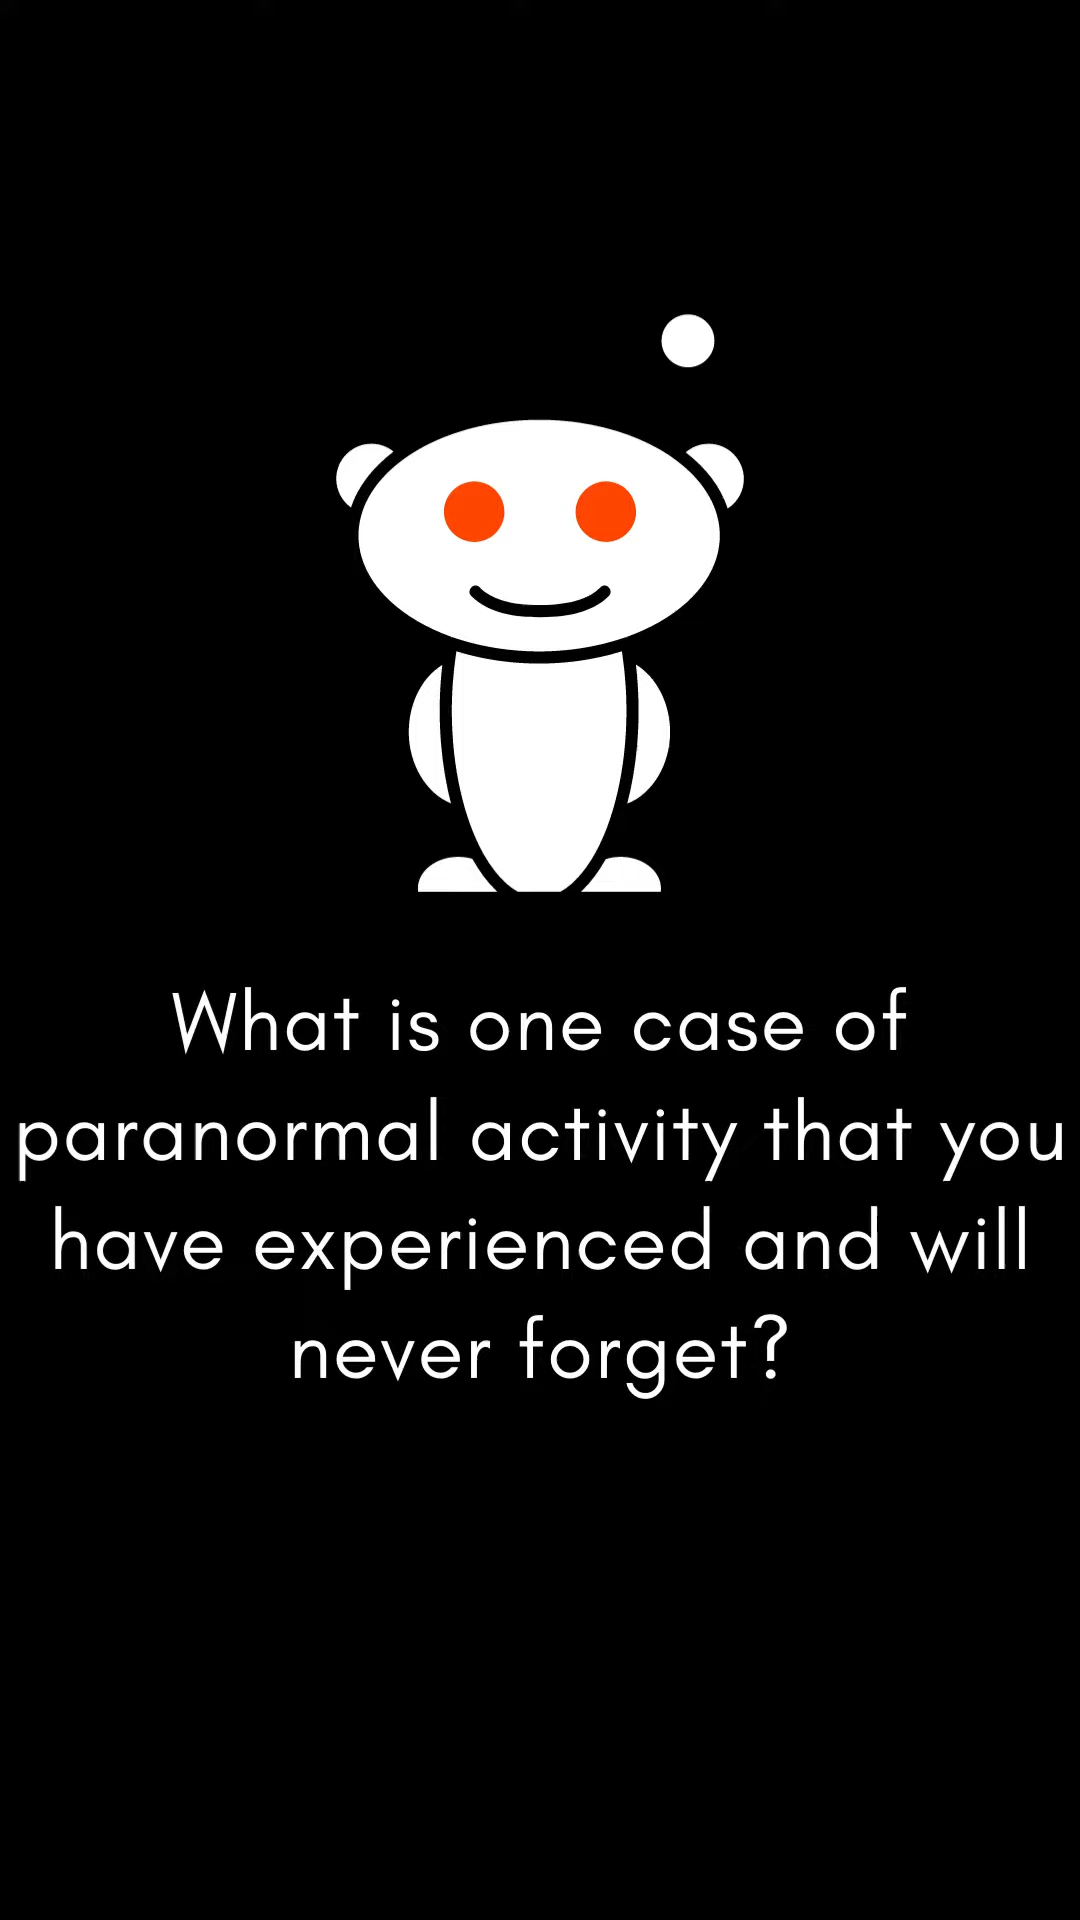 What is one case of
paranormal activity that you
have experienced and will
never forget?